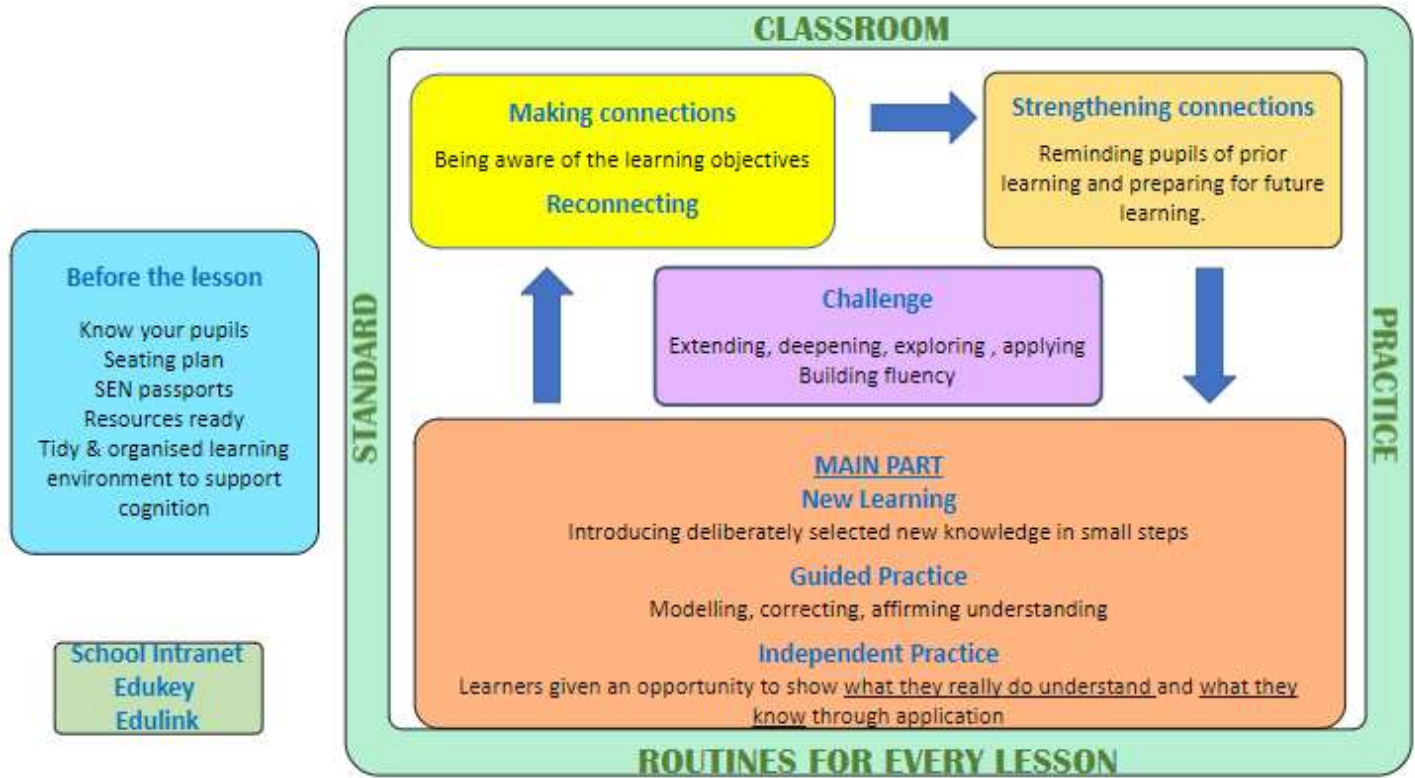 CLASSROOM
Making connections
Being aware of the learning objectives
Reconnecting
Strengthening connections
Reminding pupils of prior
learning and preparing for future
learning.
Before the lesson
Know your pupils
Seating plan
SEN passports
Resources ready
Tidy & organised learning
environment to support
cognition
STANDARD
Challenge
Extending, deepening, exploring , applying
Building fluency
PRACTICE
MAIN PART
New Learning
Introducing deliberately selected new knowledge in small steps
Guided Practice
Modelling, correcting, affirming understanding
Independent Practice
Learners given an opportunity to show what they really do understand and what they
know through application
School Intranet
Edukey
Edulink
ROUTINES FOR EVERY LESSON